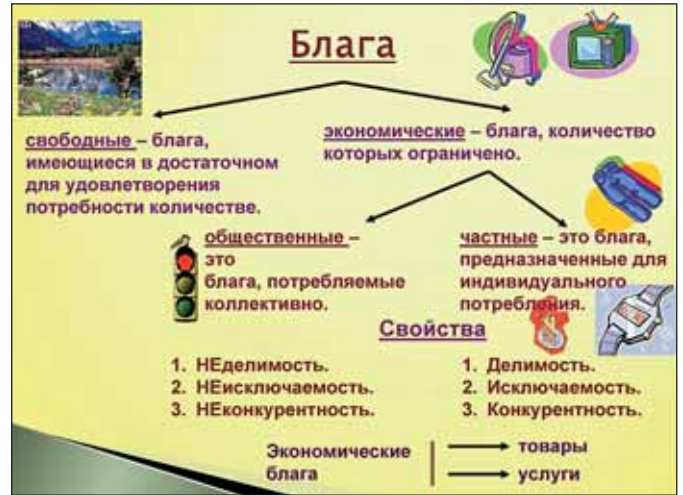 Блага
свободные – блага,
имеющиеся в достаточном
для удовлетворения
потребности количестве.
экономические – блага, количество
которых ограничено.
общественные –
это
блага, потребляемые
коллективно.
частные – это блага,
предназначенные для
индивидуального
потребления.
Свойства
1. НЕделимость.
2. НЕисключаемость.
3. НЕконкурентность.
1. Делимость.
2. Исключаемость.
3. Конкурентность.
Экономические
блага
товары
услуги